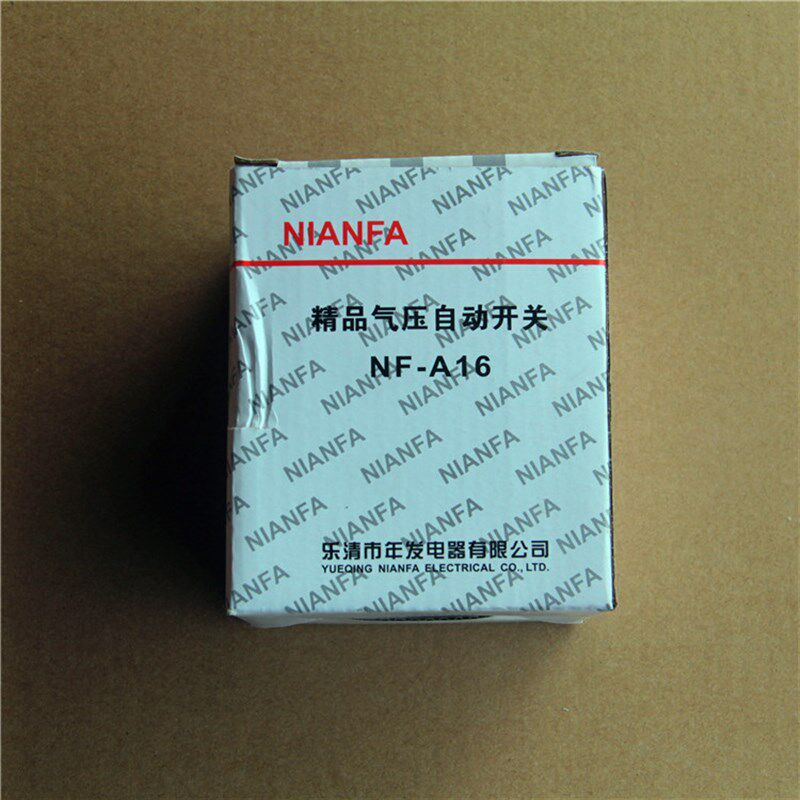 NIANFA
精品气压自动开关
NF-A16
乐清市年发电器有限公司
YUEQING NIANFA ELECTRICAL CO.,LTD.